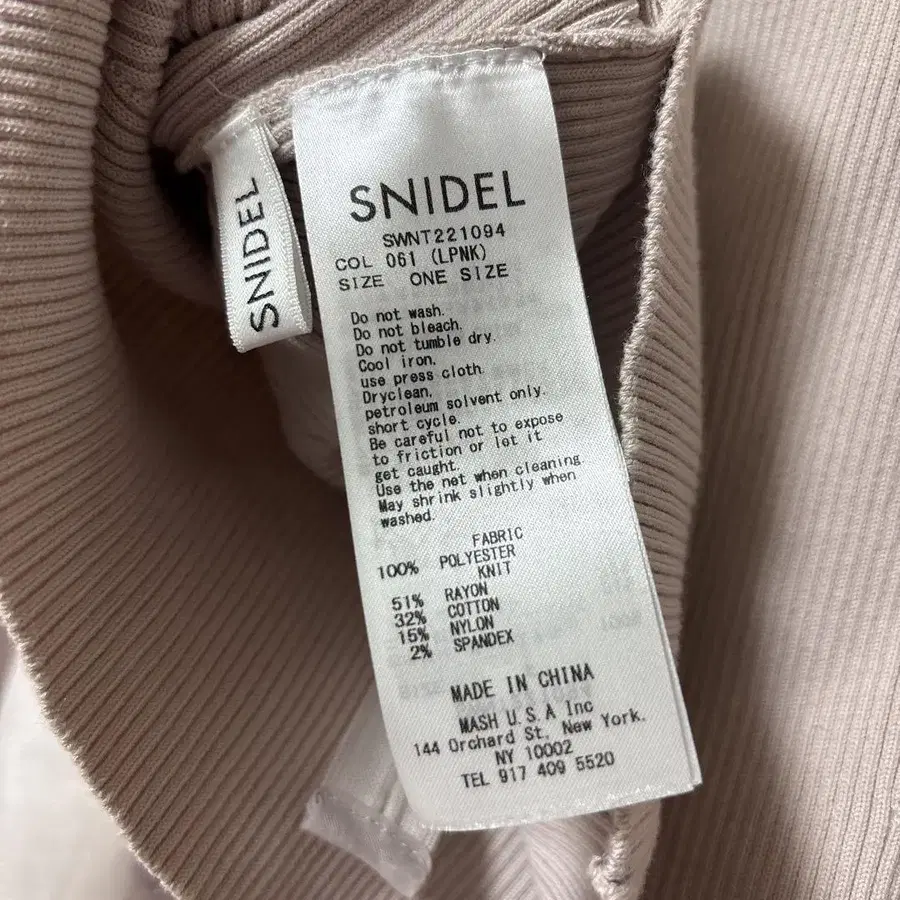 SNIDEL
SNIDEL
SWNT221094
COL 061 (LPNK)
SIZE ONE SIZE
Do not wash.
Do not bleach.
Do not tumble dry.
Cool iron.
use press cloth.
Dryclean,
petroleum solvent only.
short cycle.
Be careful not to expose
to friction or let it
get caught.
Use the net when cleaning
May shrink slightly when
washed.
FABRIC
100% POLYESTER
KNIT
51% RAYON
32% COTTON
15% NYLON
2% SPANDEX
MADE IN CHINA
MASH U.S.A Inc
144 Orchard St, New York.
NY 10002
TEL 917 409 5520